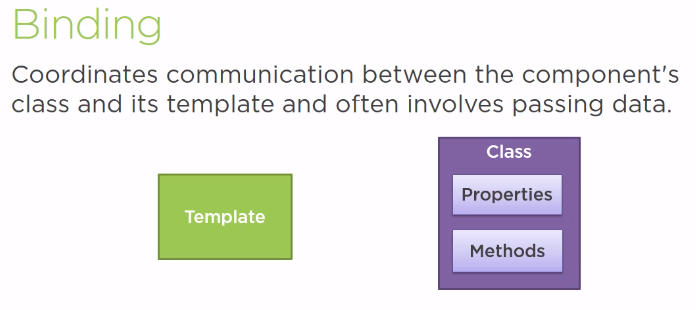 Binding
Coordinates communication between the component's
class and its template and often involves passing data.
Template
Class
Properties
Methods